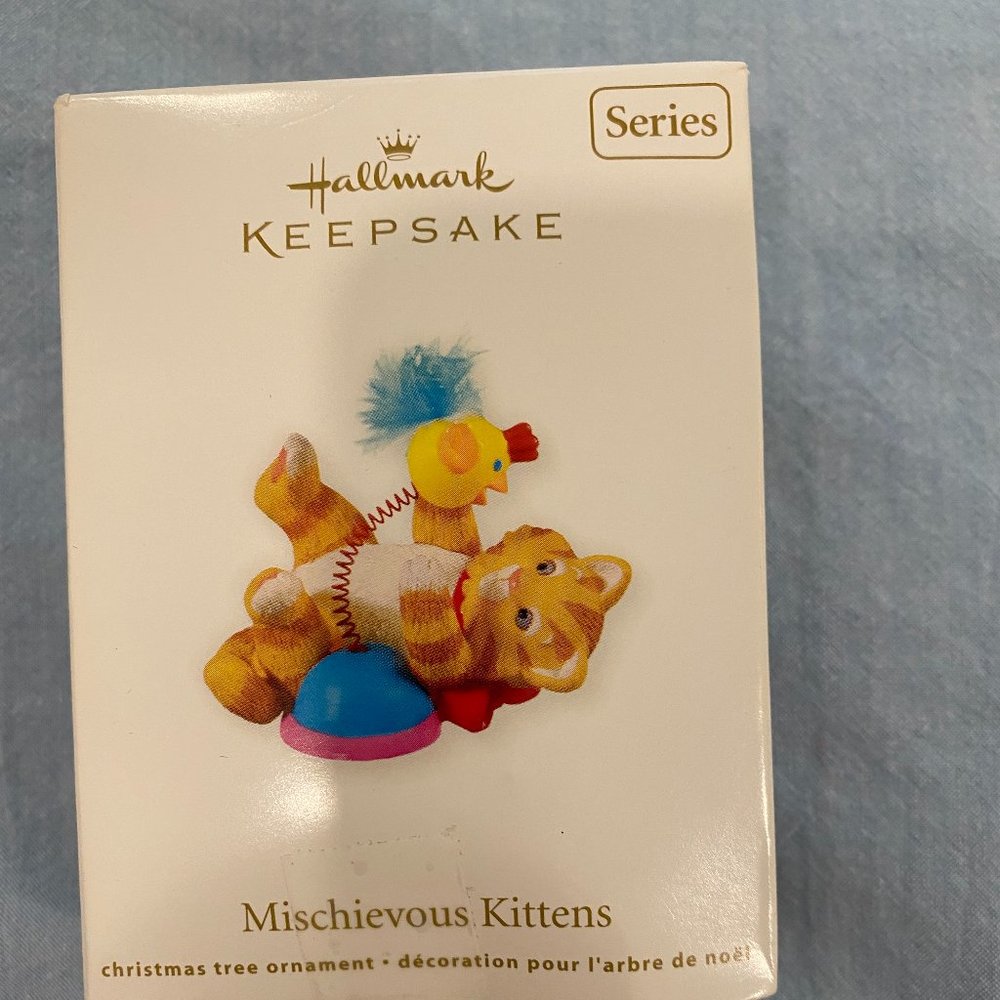 Series
Hallmark
KEEPSAKE
Mischievous Kittens
christmas tree ornament • décoration pour l'arbre de noël